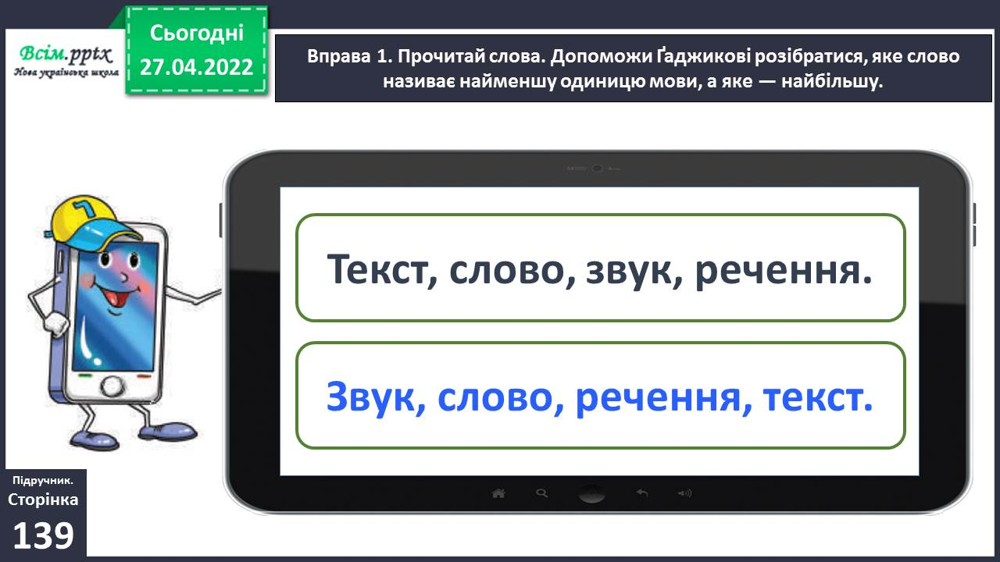 Всім.pptx
Нова українська школа
Сьогодні
27.04.2022
Вправа 1. Прочитай слова. Допоможи Ґаджикові розібратися, яке слово
називає найменшу одиницю мови, а яке — найбільшу.
Текст, слово, звук, речення.
Звук, слово, речення, текст.
Підручник.
Сторінка
139